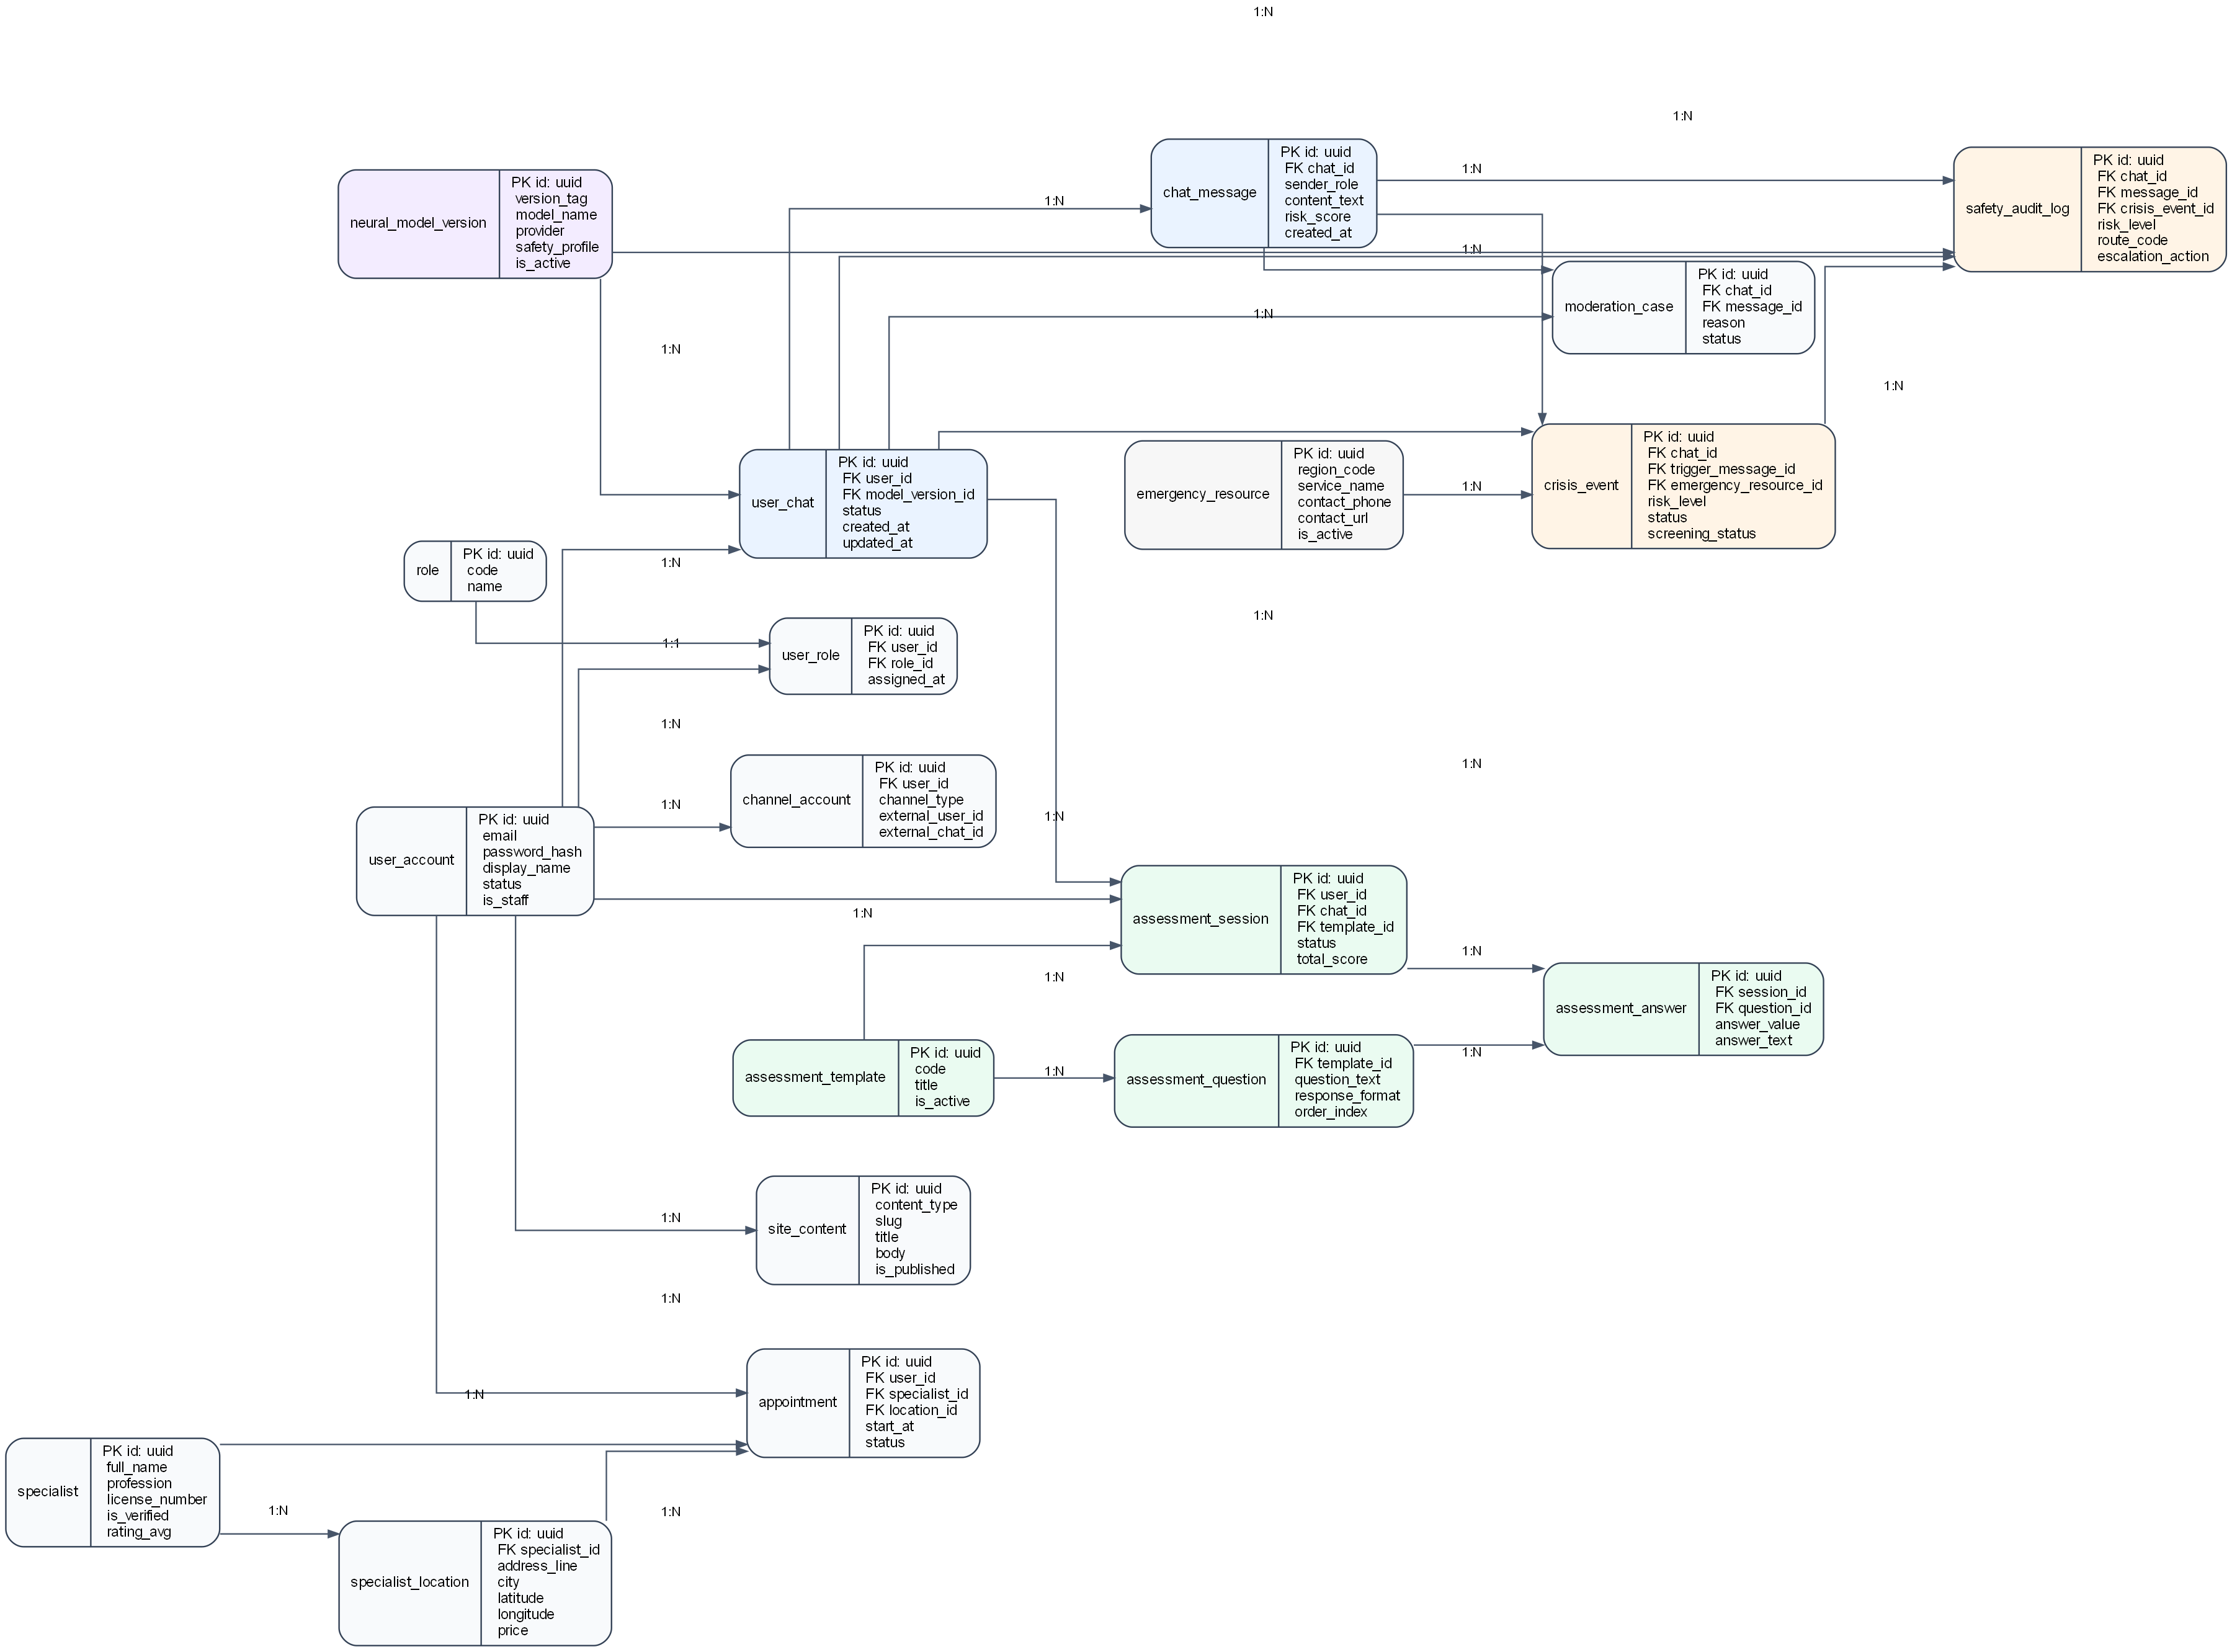 1:N
1:N
neural_model_version
PK id: uuid
version_tag
model_name
provider
safety_profile
is_active
chat_message
PK id: uuid
FK chat_id
sender_role
content_text
risk_score
created_at
1:N
1:N
1:N
safety_audit_log
PK id: uuid
FK chat_id
FK message_id
FK crisis_event_id
risk_level
route_code
escalation_action
moderation_case
PK id: uuid
FK chat_id
FK message_id
reason
status
1:N
1:N
1:N
user_chat
PK id: uuid
FK user_id
FK model_version_id
status
created_at
updated_at
emergency_resource
PK id: uuid
region_code
service_name
contact_phone
contact_url
is_active
1:N
crisis_event
PK id: uuid
FK chat_id
FK trigger_message_id
FK emergency_resource_id
risk_level
status
screening_status
role
PK id: uuid
code
name
1:N
1:N
1:1
user_role
PK id: uuid
FK user_id
FK role_id
assigned_at
1:N
1:N
channel_account
PK id: uuid
FK user_id
channel_type
external_user_id
external_chat_id
1:N
1:N
user_account
PK id: uuid
email
password_hash
display_name
status
is_staff
1:N
assessment_session
PK id: uuid
FK user_id
FK chat_id
FK template_id
status
total_score
1:N
1:N
assessment_answer
PK id: uuid
FK session_id
FK question_id
answer_value
answer_text
assessment_template
PK id: uuid
code
title
is_active
1:N
assessment_question
PK id: uuid
FK template_id
question_text
response_format
order_index
1:N
1:N
site_content
PK id: uuid
content_type
slug
title
body
is_published
1:N
1:N
appointment
PK id: uuid
FK user_id
FK specialist_id
FK location_id
start_at
status
specialist
PK id: uuid
full_name
profession
license_number
is_verified
rating_avg
1:N
1:N
specialist_location
PK id: uuid
FK specialist_id
address_line
city
latitude
longitude
price